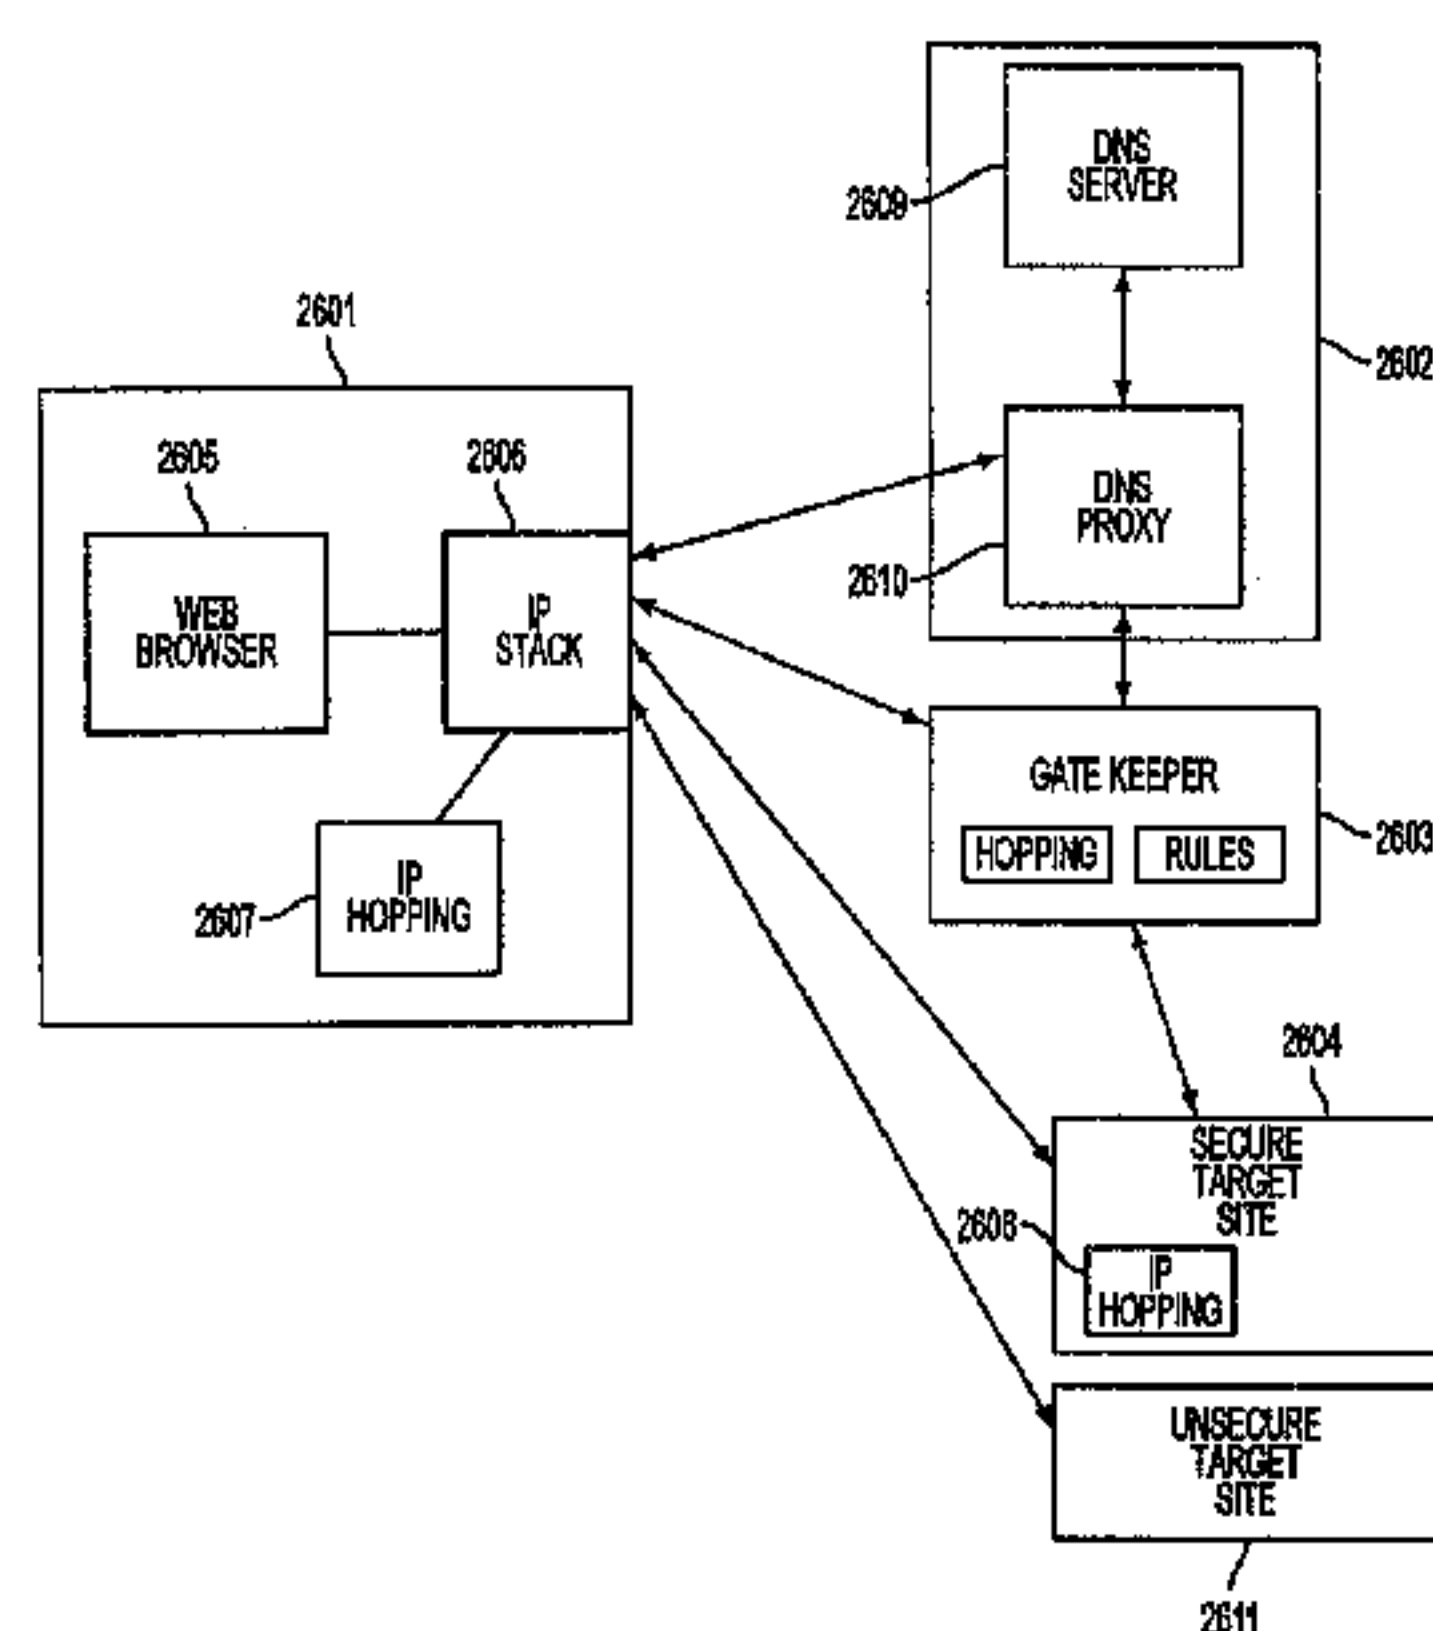 DNS
SERVER
2609
2601
2602
2605
2606
DNS
PROXY
2610
WEB
BROWSER
IP
STACK
GATE KEEPER
HOPPING
RULES
2603
IP
HOPPING
2607
2604
SECURE
TARGET
SITE
2608
IP
HOPPING
UNSECURE
TARGET
SITE
2611